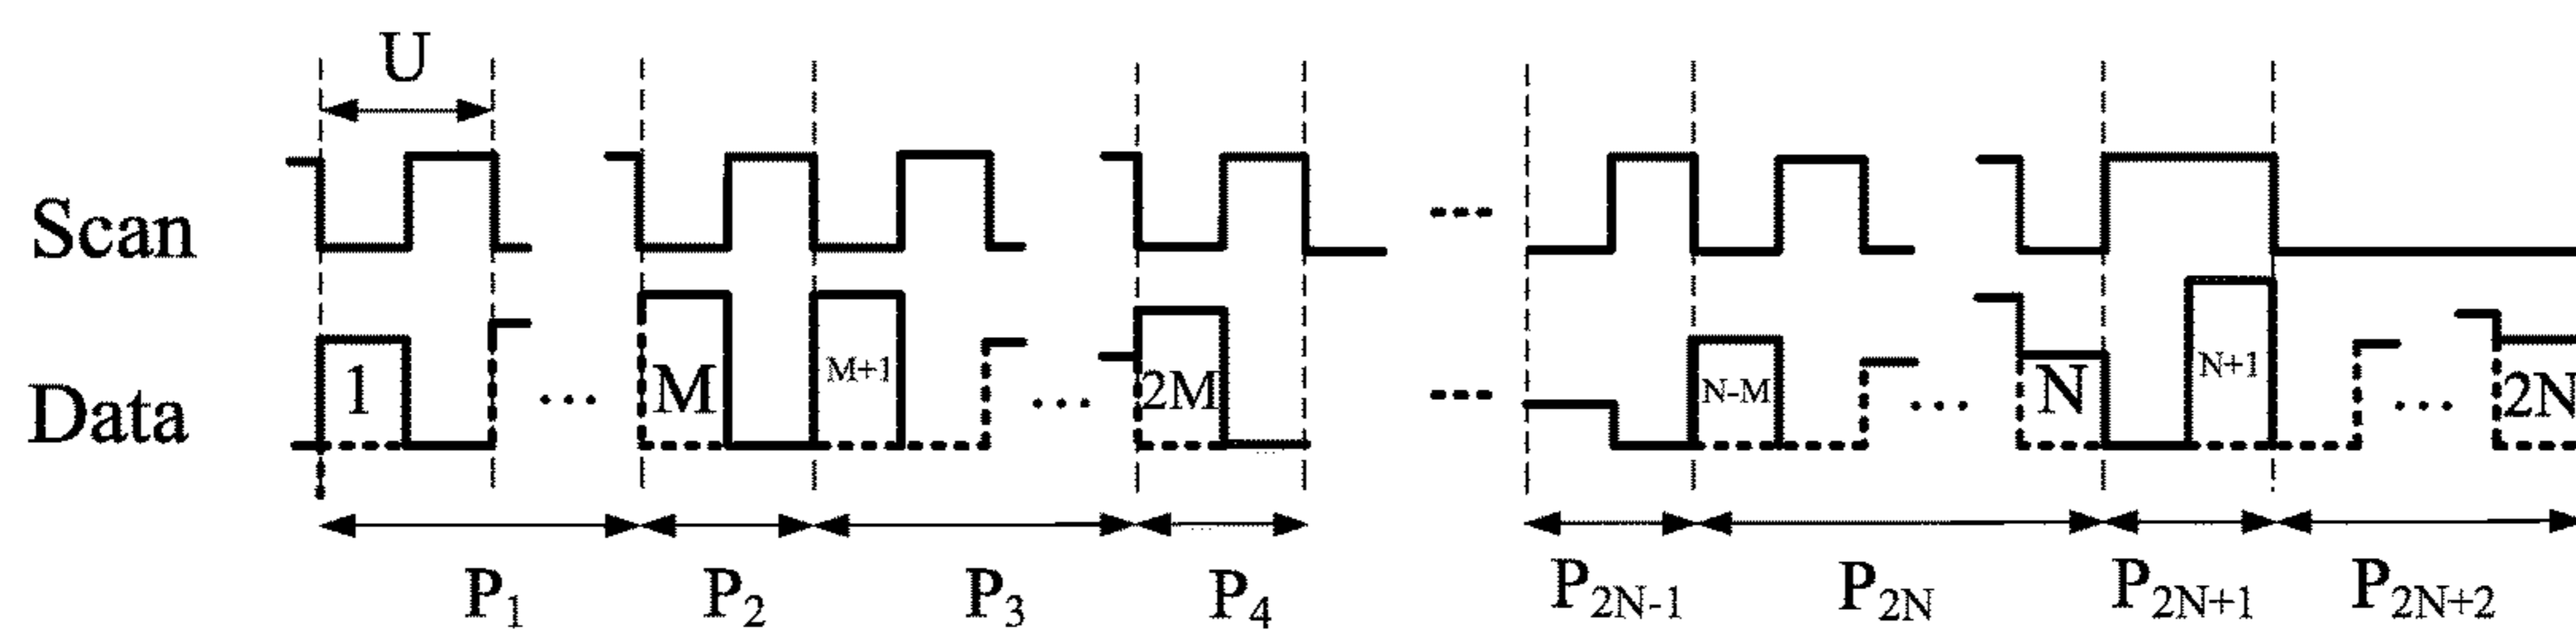 U
Scan
Data 1 ... M M+1 ... 2M N-M ... N N+1 ... 2N
P₁ P₂ P₃ P₄ P₂N-₁ P₂N P₂N+₁ P₂N+₂